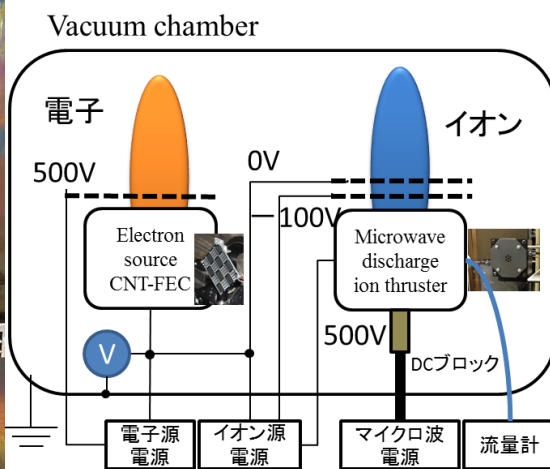 Vacuum chamber
電子
イオン
500V
0V
－100V
Electron
source
CNT-FEC
Microwave
discharge
ion thruster
500V
V
DCブロック
電子源
電源
イオン源
電源
マイクロ波
電源
流量計